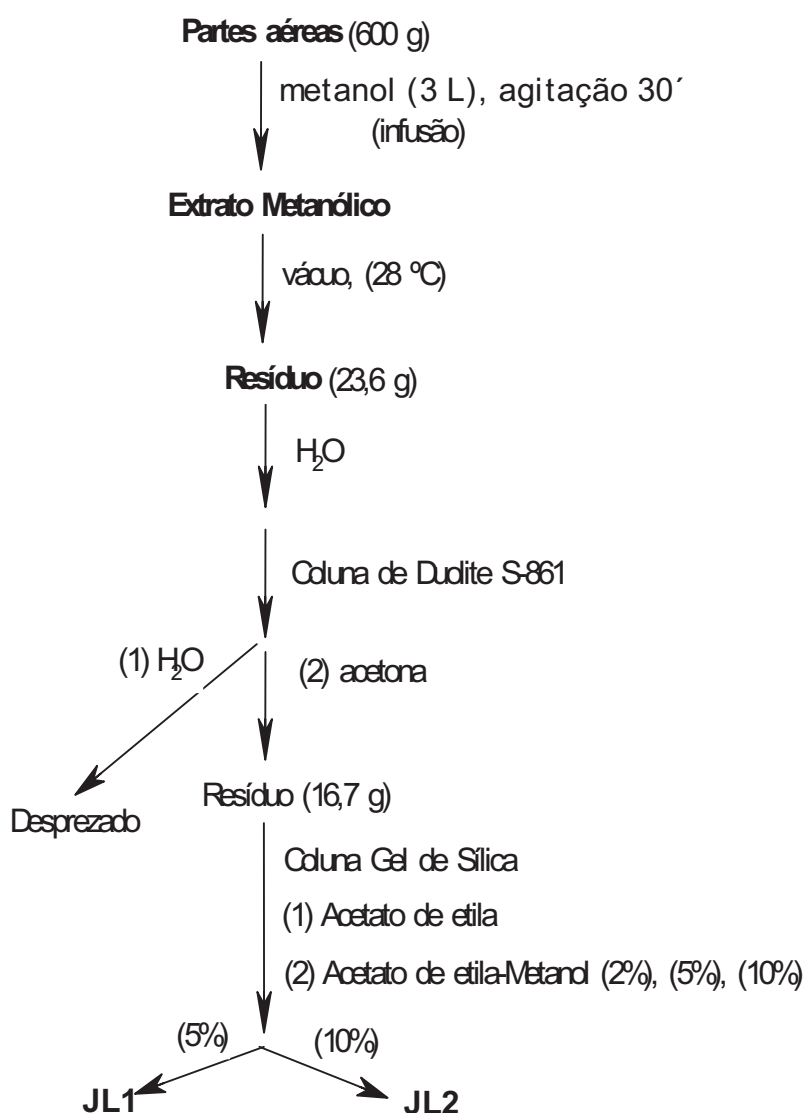 Partes aéreas (600 g)
metanol (3 L), agitação 30´
(infusão)
Extrato Metanólico
vácuo, (28 ºC)
Resíduo (23,6 g)
H₂O
Coluna de Duolite S-861
(1) H₂O
(2) acetona
Desprezado
Resíduo (16,7 g)
Coluna Gel de Sílica
(1) Acetato de etila
(2) Acetato de etila-Metanol (2%), (5%), (10%)
(5%)
(10%)
JL1
JL2